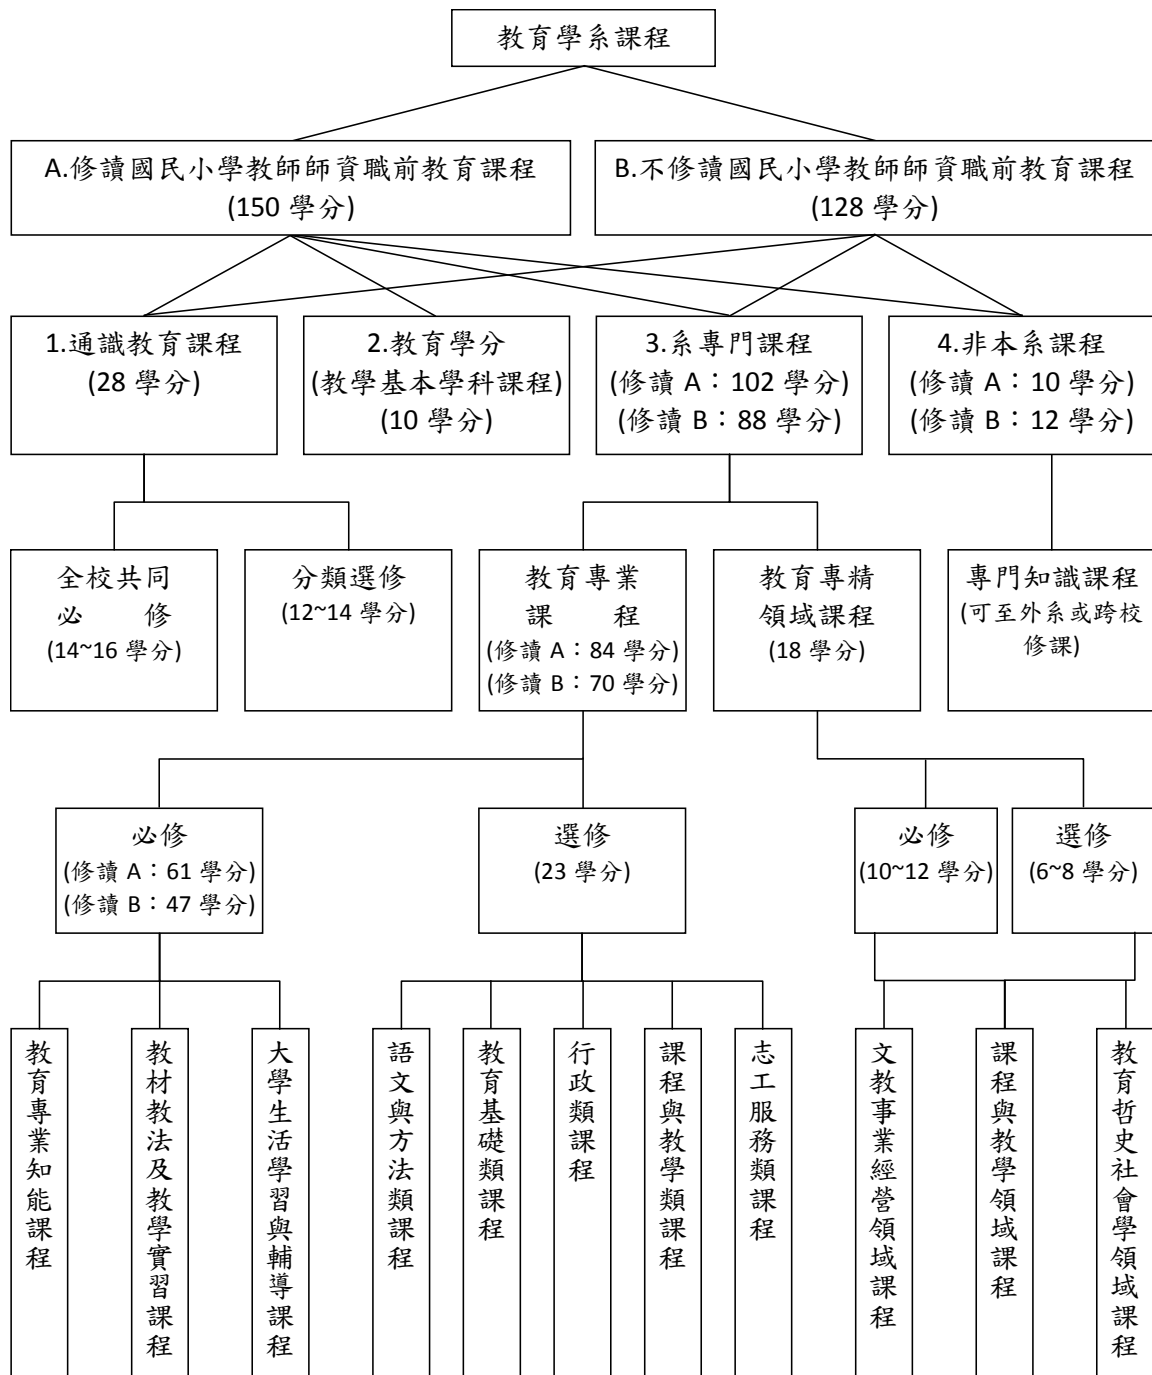 教育學系課程
A.修讀國民小學教師師資職前教育課程
(150 學分)
B.不修讀國民小學教師師資職前教育課程
(128 學分)
1.通識教育課程
(28 學分)
2.教育學分
(教學基本學科課程)
(10 學分)
3.系專門課程
(修讀 A：102 學分)
(修讀 B：88 學分)
4.非本系課程
(修讀 A：10 學分)
(修讀 B：12 學分)
全校共同
必 修
(14~16 學分)
分類選修
(12~14 學分)
教育專業
課 程
(修讀 A：84 學分)
(修讀 B：70 學分)
教育專精
領域課程
(18 學分)
專門知識課程
(可至外系或跨校
修課)
必修
(修讀 A：61 學分)
(修讀 B：47 學分)
選修
(23 學分)
必修
(10~12 學分)
選修
(6~8 學分)
教育專業知能課程
教材教法及教學實習課程
大學生活學習與輔導課程
語文與方法類課程
教育基礎類課程
行政類課程
課程與教學類課程
志工服務類課程
文教事業經營領域課程
課程與教學領域課程
教育哲史社會學領域課程